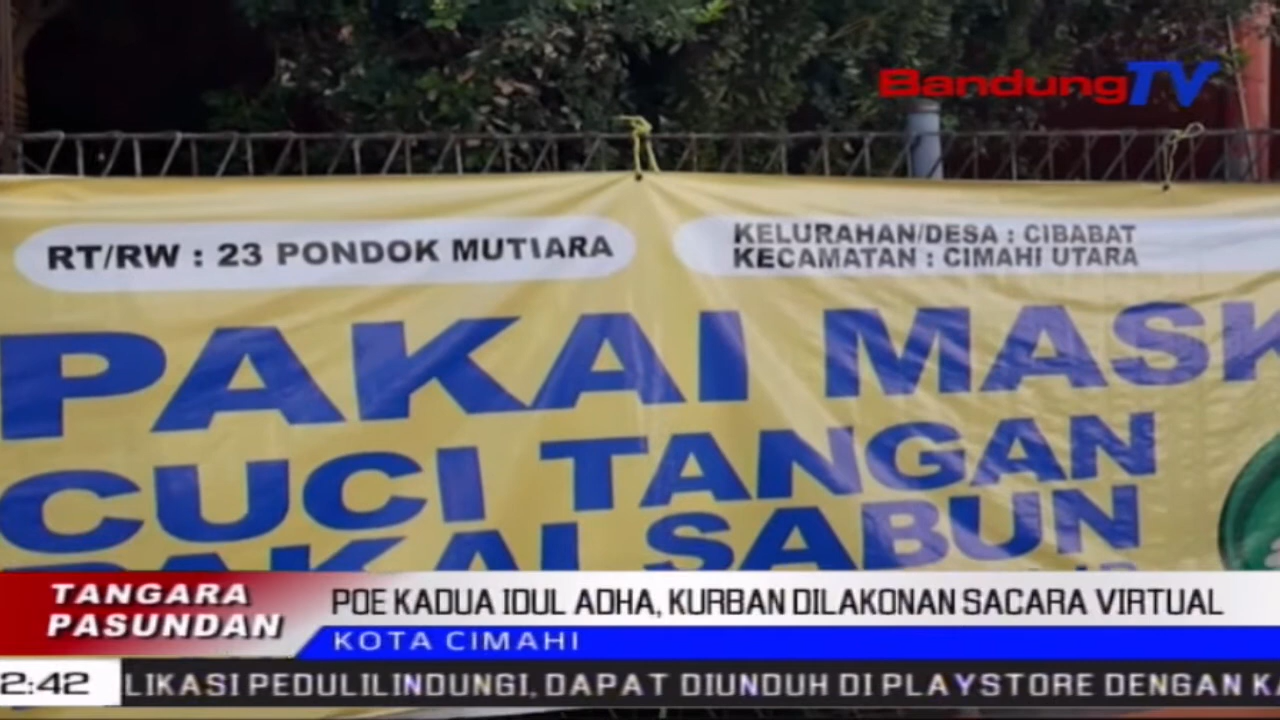 BandungTV
RT/RW : 23 PONDOK MUTIARA
KELURAHAN/DESA : CIBABAT
KECAMATAN : CIMAHI UTARA
PAKAI MASK
CUCI TANGAN
PAKAI SABUN
TANGARA
PASUNDAN
POE KADUA IDUL ADHA, KURBAN DILAKONAN SACARA VIRTUAL
KOTA CIMAHI
2:42
LIKASI PEDULILINDUNGI, DAPAT DIUNDUH DI PLAYSTORE DENGAN KA